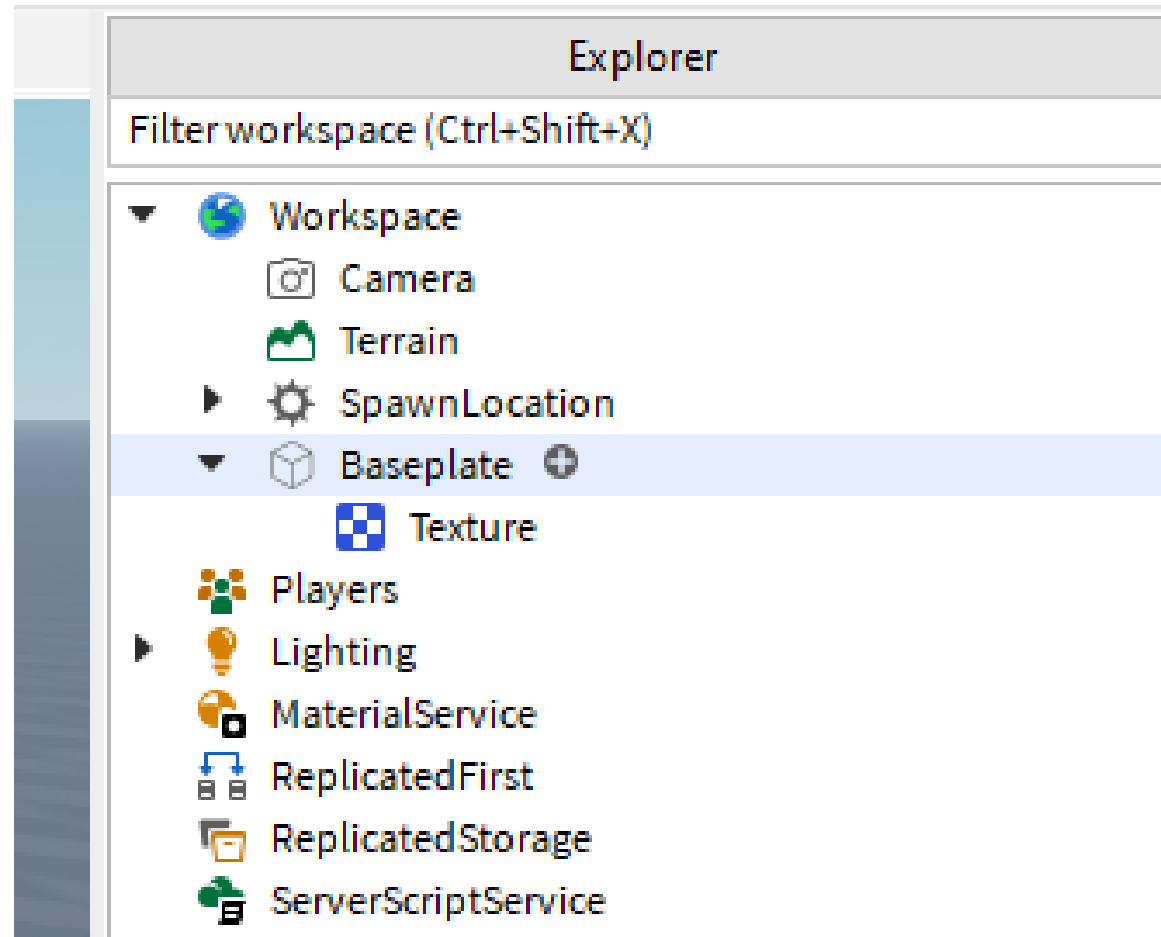 Explorer
Filter workspace (Ctrl+Shift+X)
Workspace
Camera
Terrain
SpawnLocation
Baseplate
Texture
Players
Lighting
MaterialService
ReplicatedFirst
ReplicatedStorage
ServerScriptService